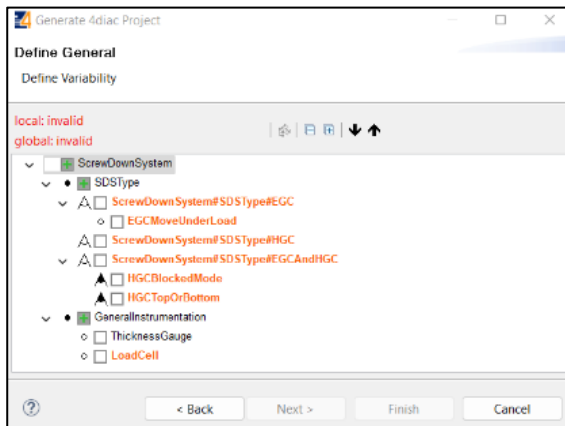 Generate 4diac Project
Define General
Define Variability
local: invalid
global: invalid
ScrewDownSystem
SDSType
ScrewDownSystem#SDSType#EGC
EGCMoveUnderLoad
ScrewDownSystem#SDSType#HGC
ScrewDownSystem#SDSType#EGCAndHGC
HGCBlockedMode
HGCTopOrBottom
GeneralInstrumentation
ThicknessGauge
LoadCell
< Back Next > Finish Cancel